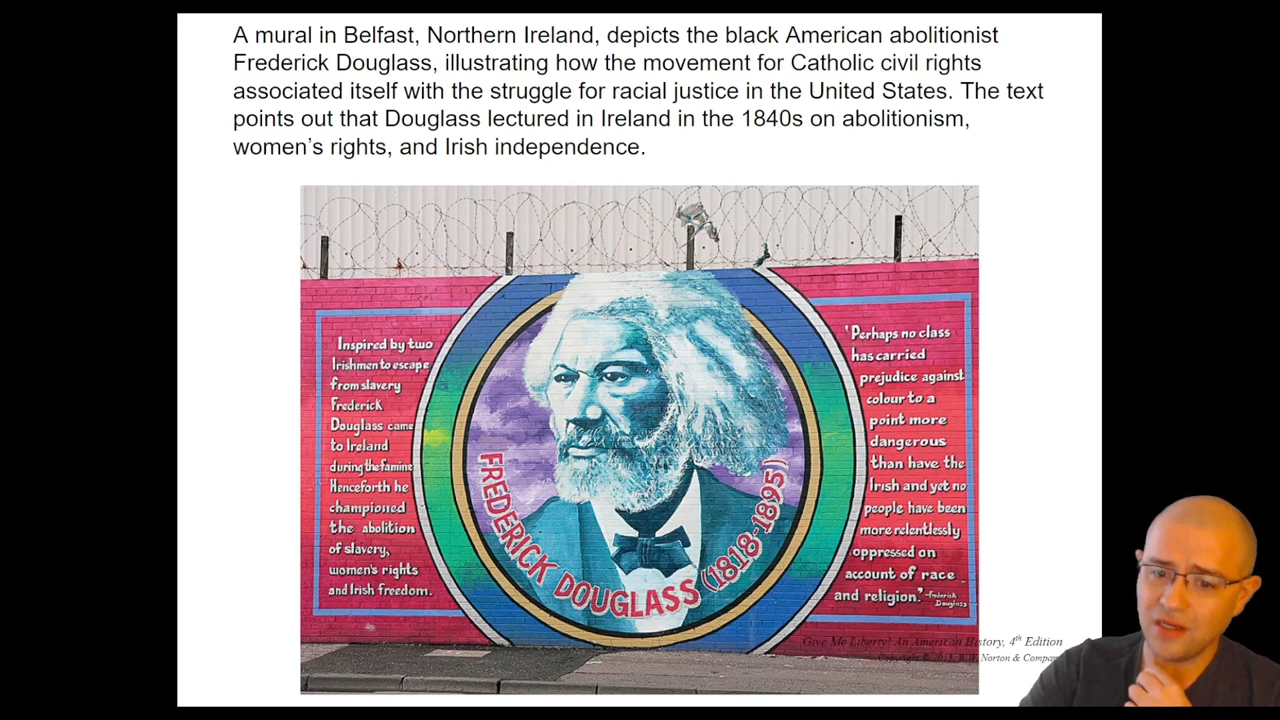 A mural in Belfast, Northern Ireland, depicts the black American abolitionist
Frederick Douglass, illustrating how the movement for Catholic civil rights
associated itself with the struggle for racial justice in the United States. The text
points out that Douglass lectured in Ireland in the 1840s on abolitionism,
women's rights, and Irish independence.
Inspired by two
Irishmen to escape
from slavery
Frederick
Douglass came
to Ireland
during the famine
Henceforth he
championed
the abolition
of slavery,
women's rights
and Irish freedom.
FREDERICK DOUGLASS (1818-1895)
'Perhaps no class
has carried
prejudice against
colour to a
point more
dangerous
than have the
Irish and yet no
people have been
more relentlessly
oppressed on
account of race
and religion."
-Frederick
Douglass
Give Me Liberty! An American History, 4th Edition
Copyright © W.W. Norton & Company